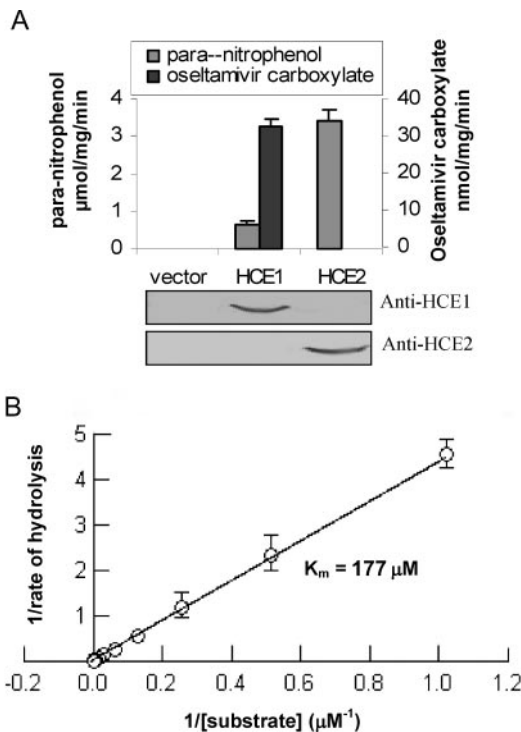 A
para--nitrophenol
oseltamivir carboxylate
para-nitrophenol
µmol/mg/min
4
3
2
1
0
40
30
20
10
0
Oseltamivir carboxylate
nmol/mg/min
vector HCE1 HCE2
Anti-HCE1
Anti-HCE2
B
1/rate of hydrolysis
5
4
3
2
1
Km = 177 µM
-0.2 0.0 0.2 0.4 0.6 0.8 1.0 1.2
1/[substrate] (µM⁻¹)